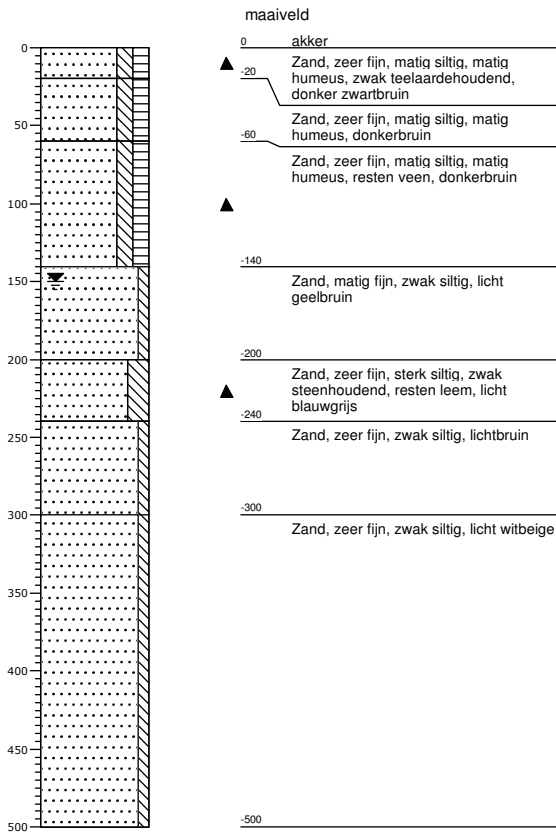 maaiveld
0
0
akker
Zand, zeer fijn, matig siltig, matig
humeus, zwak teelaardehoudend,
donker zwartbruin
-20
50
Zand, zeer fijn, matig siltig, matig
humeus, donkerbruin
-60
Zand, zeer fijn, matig siltig, matig
humeus, resten veen, donkerbruin
100
-140
150
Zand, matig fijn, zwak siltig, licht
geelbruin
200
-200
Zand, zeer fijn, sterk siltig, zwak
steenhoudend, resten leem, licht
blauwgrijs
-240
250
Zand, zeer fijn, zwak siltig, lichtbruin
300
-300
Zand, zeer fijn, zwak siltig, licht witbeige
350
400
450
500
-500